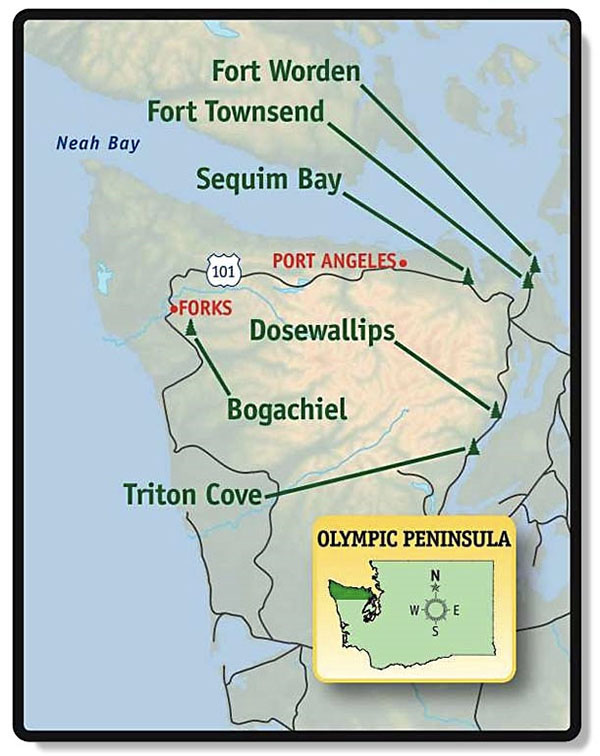 Fort Worden
Fort Townsend
Neah Bay
Sequim Bay
PORT ANGELES
101
FORKS
Dosewallips
Bogachiel
Triton Cove
OLYMPIC PENINSULA
N
W E
S